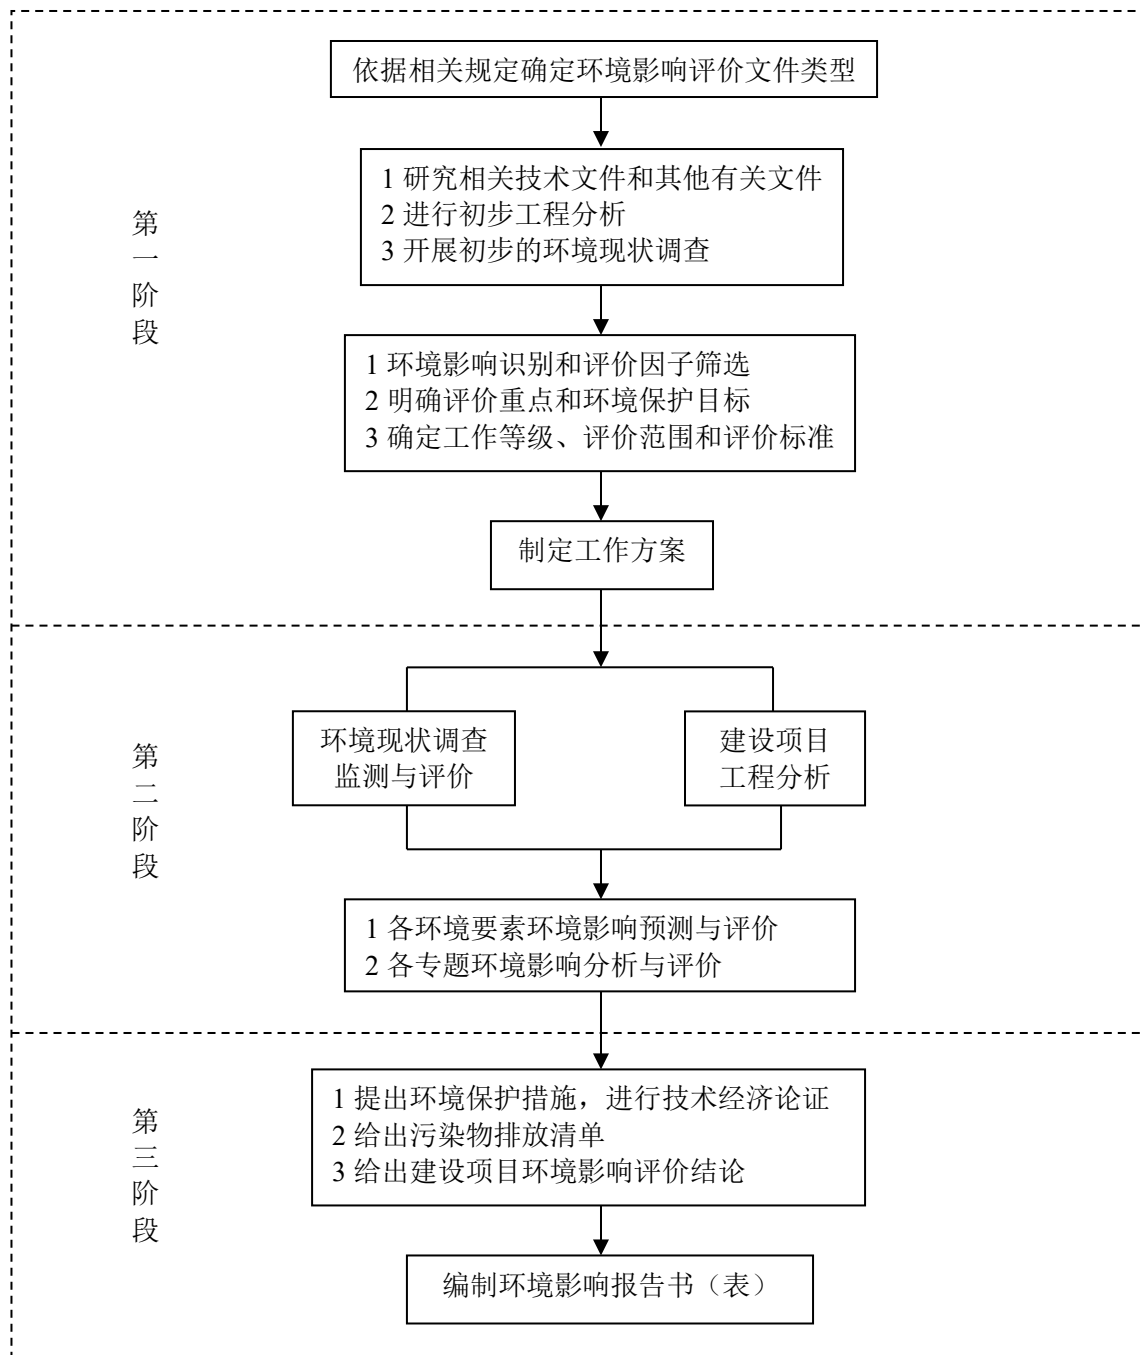 依据相关规定确定环境影响评价文件类型
1 研究相关技术文件和其他有关文件
2 进行初步工程分析
3 开展初步的环境现状调查
第一阶段
1 环境影响识别和评价因子筛选
2 明确评价重点和环境保护目标
3 确定工作等级、评价范围和评价标准
制定工作方案
第二阶段
环境现状调查
监测与评价
建设项目
工程分析
1 各环境要素环境影响预测与评价
2 各专题环境影响分析与评价
第三阶段
1 提出环境保护措施，进行技术经济论证
2 给出污染物排放清单
3 给出建设项目环境影响评价结论
编制环境影响报告书（表）